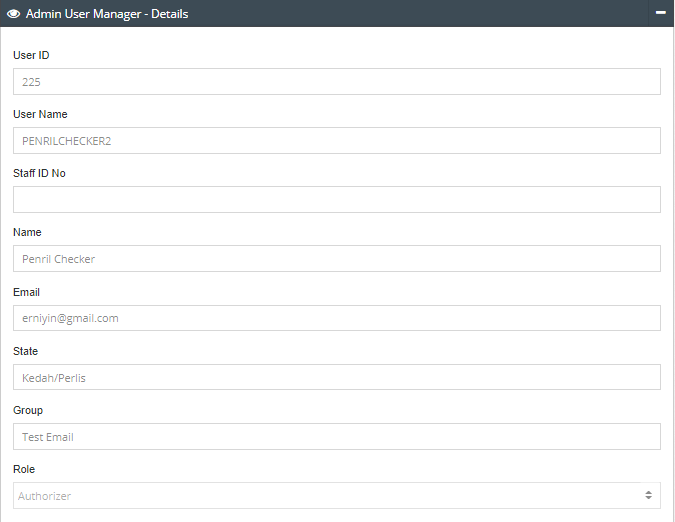 Admin User Manager - Details
User ID
225
User Name
PENRILCHECKER2
Staff ID No
Name
Penril Checker
Email
erniyin@gmail.com
State
Kedah/Perlis
Group
Test Email
Role
Authorizer